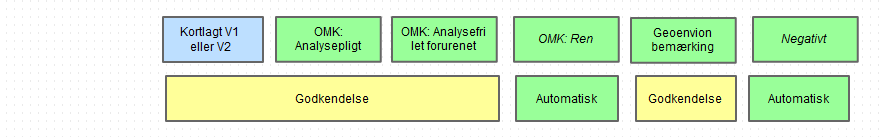 Kortlagt V1
eller V2
OMK:
Analysepligt
OMK: Analysefri
let forurenet
OMK: Ren
Geoenvion
bemærking
Negativt
Godkendelse
Automatisk
Godkendelse
Automatisk